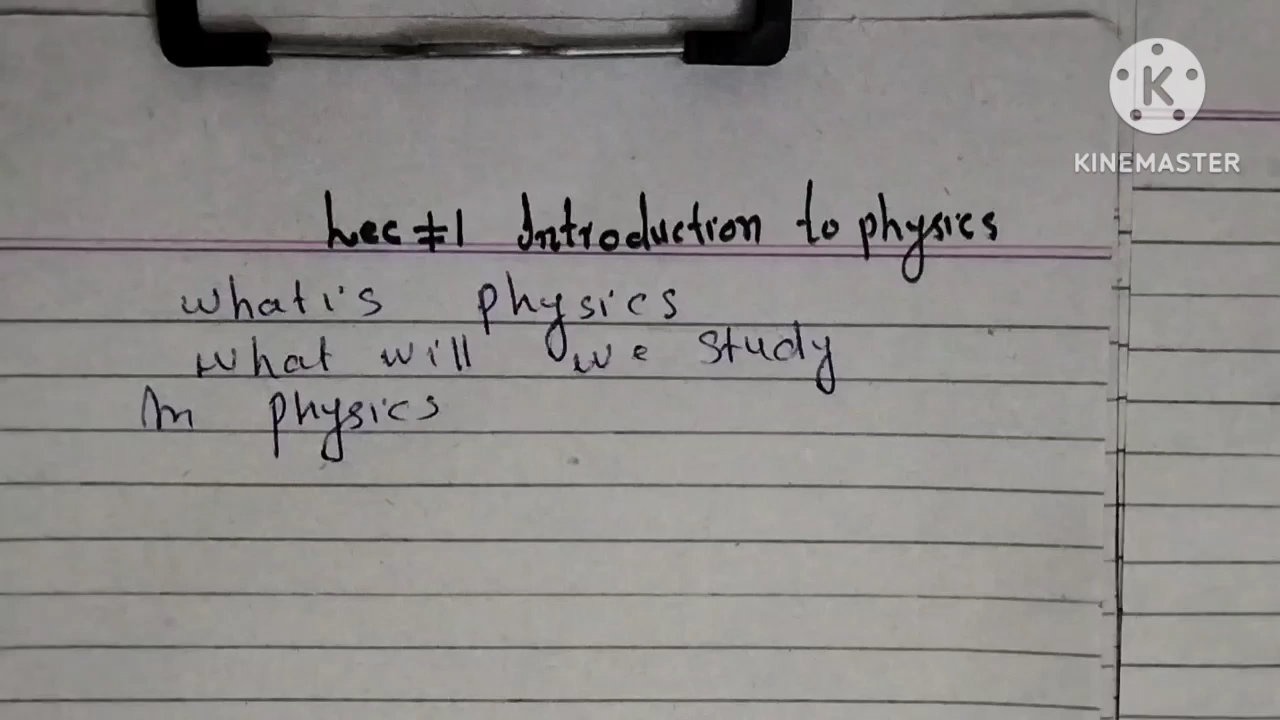 Lec #1 Introduction to physics
what is physics
what will we study
In physics
KINEMASTER